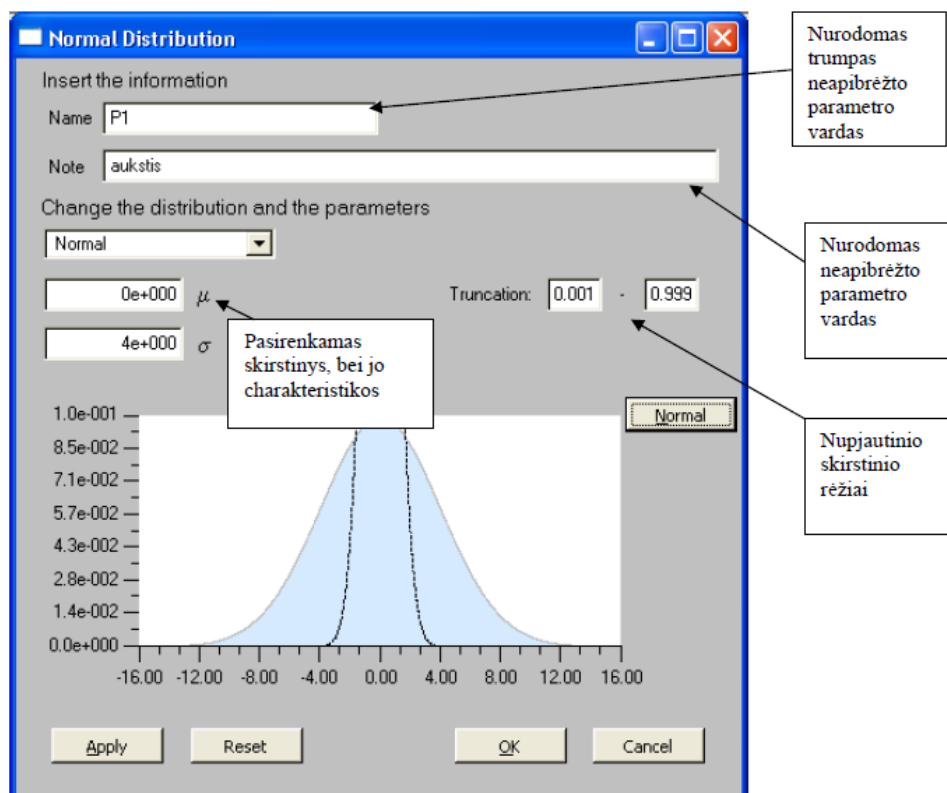 Normal Distribution
Insert the information
Name P1
Note aukstis
Change the distribution and the parameters
Normal
0e+000 μ
Truncation: 0.001 - 0.999
4e+000 σ
Pasirenkamas
skirstinys, bei jo
charakteristikos
Normal
1.0e-001
8.5e-002
7.1e-002
5.7e-002
4.3e-002
2.8e-002
1.4e-002
0.0e+000
-16.00 -12.00 -8.00 -4.00 0.00 4.00 8.00 12.00 16.00
Apply Reset OK Cancel
Nurodomas
trumpas
neapibrėžto
parametro
vardas
Nurodomas
neapibrėžto
parametro
vardas
Nupjautinio
skirstinio
rėžiai